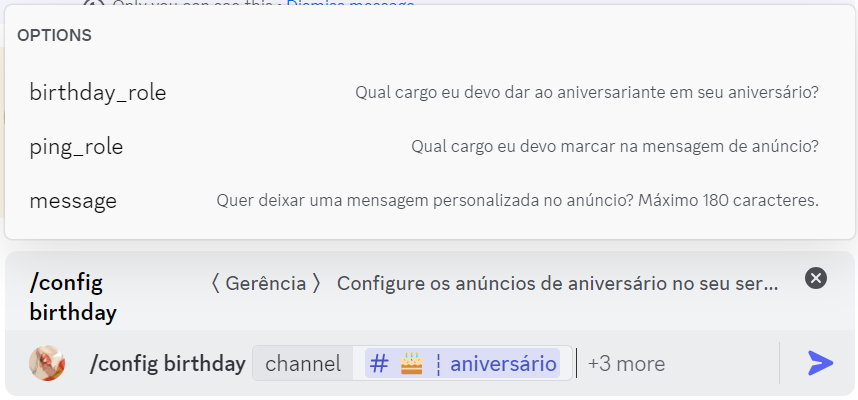 Only you can see this • Dismiss message
OPTIONS
birthday_role Qual cargo eu devo dar ao aniversariante em seu aniversário?
ping_role Qual cargo eu devo marcar na mensagem de anúncio?
message Quer deixar uma mensagem personalizada no anúncio? Máximo 180 caracteres.
/config birthday 〈 Gerência 〉 Configure os anúncios de aniversário no seu ser...
/config birthday channel # 🎂 ¦ aniversário +3 more